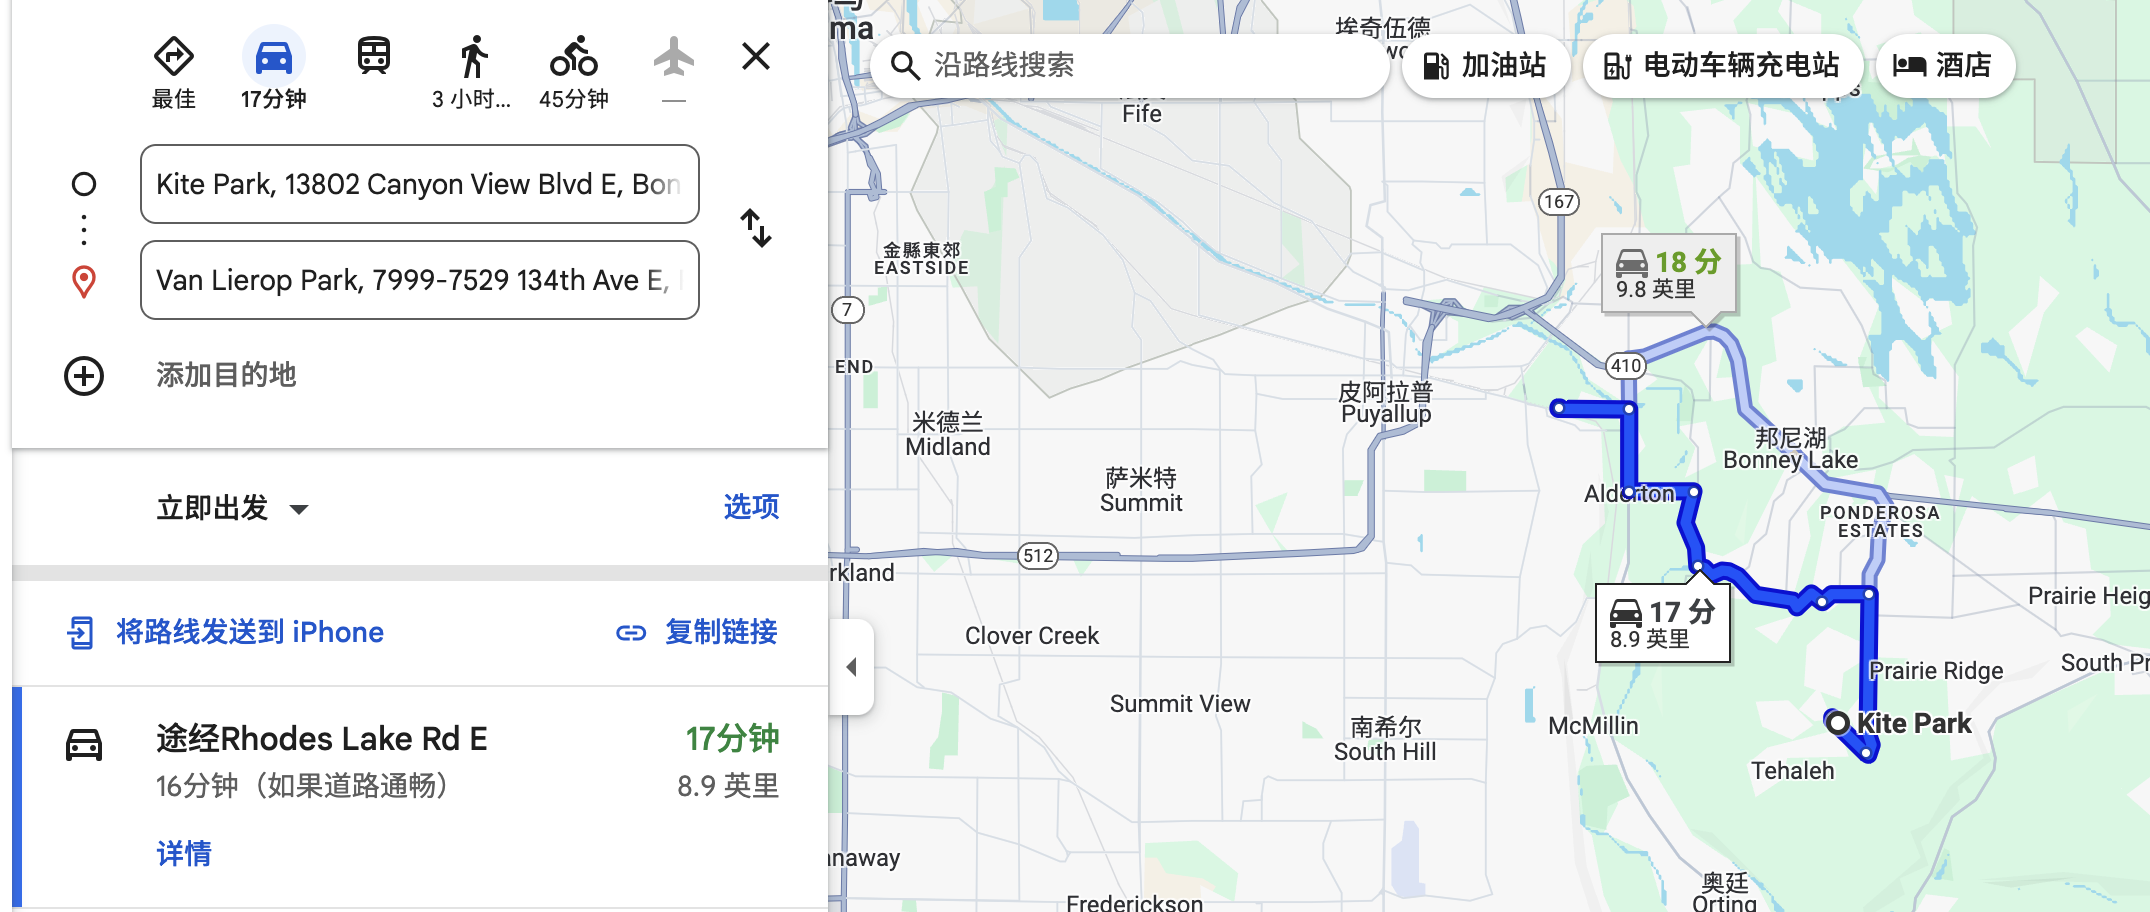 最佳
17分钟
3 小时...
45分钟
—
Kite Park, 13802 Canyon View Blvd E, Bon
Van Lierop Park, 7999-7529 134th Ave E,
添加目的地
立即出发
选项
将路线发送到 iPhone
复制链接
途经Rhodes Lake Rd E
17分钟
16分钟（如果道路通畅）
8.9 英里
详情
沿路线搜索
加油站
电动车辆充电站
酒店
ma
埃奇伍德
Fife
167
金縣東郊
EASTSIDE
18 分
9.8 英里
7
END
410
皮阿拉普
Puyallup
米德兰
Midland
邦尼湖
Bonney Lake
萨米特
Summit
Alderton
PONDEROSA
ESTATES
512
rkland
17 分
8.9 英里
Prairie Heig
Clover Creek
South Pr
Prairie Ridge
Summit View
南希尔
South Hill
McMillin
Kite Park
Tehaleh
anaway
奥廷
Orting
Frederickson